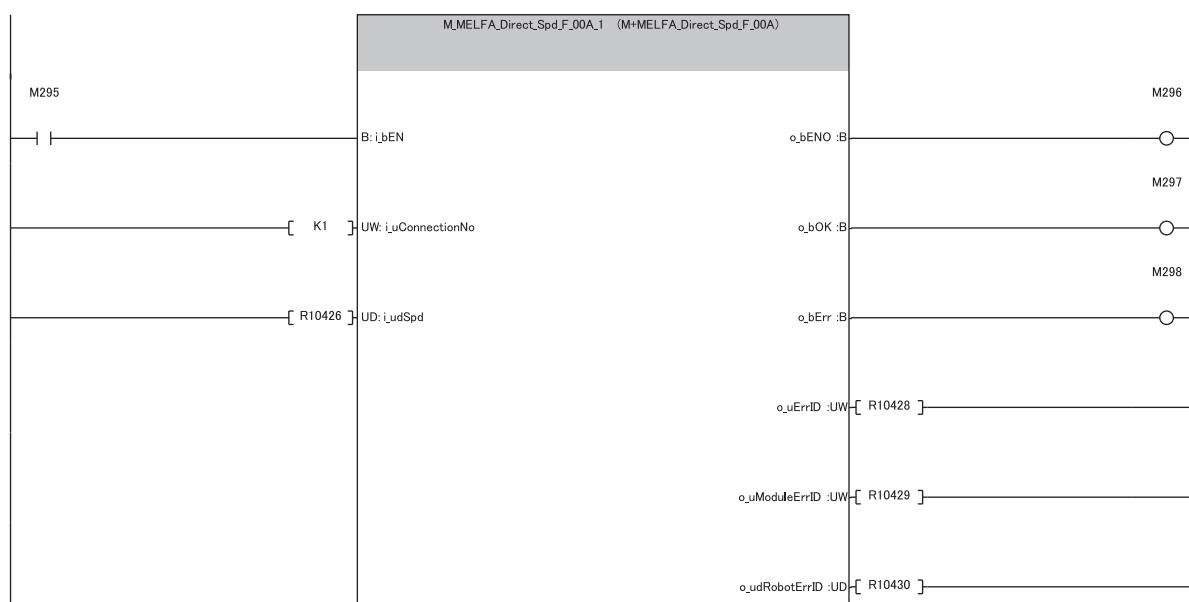 M_MELFA_Direct_Spd_F_00A_1 (M+MELFA_Direct_Spd_F_00A)
M295 M296
B: i_bEN o_bENO :B
M297
K1 UW: i_uConnectionNo o_bOK :B
M298
R10426 UD: i_udSpd o_bErr :B
o_uErrID :UW R10428
o_uModuleErrID :UW R10429
o_udRobotErrID :UD R10430